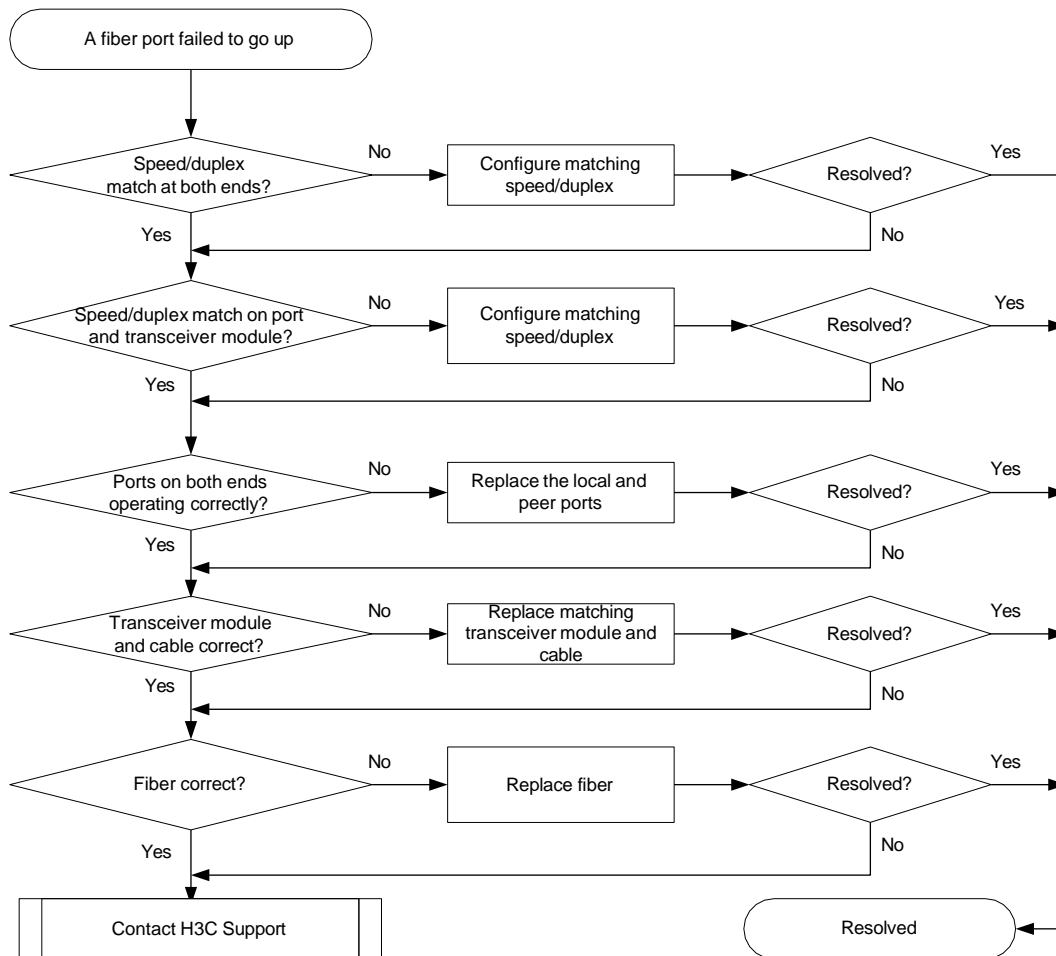 A fiber port failed to go up
Speed/duplex
match at both ends?
No
Configure matching
speed/duplex
Resolved?
Yes
Yes
No
Speed/duplex match on port
and transceiver module?
No
Configure matching
speed/duplex
Resolved?
Yes
Yes
No
Ports on both ends
operating correctly?
No
Replace the local and
peer ports
Resolved?
Yes
Yes
No
Transceiver module
and cable correct?
No
Replace matching
transceiver module and
cable
Resolved?
Yes
Yes
No
Fiber correct?
No
Replace fiber
Resolved?
Yes
Yes
No
Contact H3C Support
Resolved